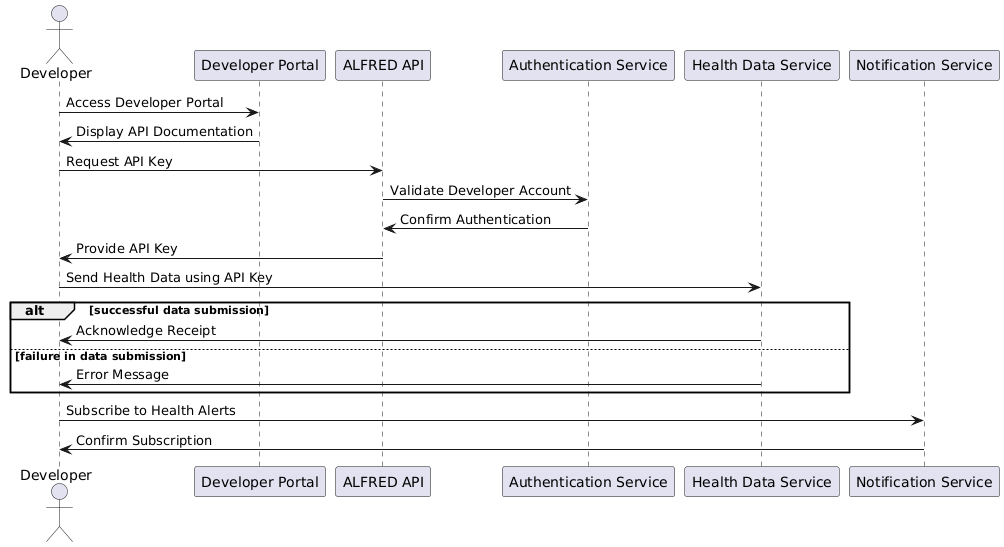 Developer
Developer Portal
ALFRED API
Authentication Service
Health Data Service
Notification Service
Access Developer Portal
Display API Documentation
Request API Key
Validate Developer Account
Confirm Authentication
Provide API Key
Send Health Data using API Key
alt
[successful data submission]
Acknowledge Receipt
[failure in data submission]
Error Message
Subscribe to Health Alerts
Confirm Subscription
Developer
Developer Portal
ALFRED API
Authentication Service
Health Data Service
Notification Service